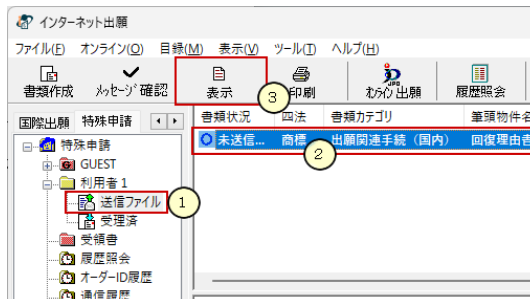 インターネット出願
ファイル(F) オンライン(O) 目録(M) 表示(V) ツール(T) ヘルプ(H)
書類作成 メッセージ確認 表示 印刷 オンライン出願 履歴照会
3
国際出願 特殊申請
書類状況 四法 書類カテゴリ 筆頭物件名
未送信... 商標 出願関連手続（国内） 回復理由書
2
特殊申請
GUEST
利用者1
送信ファイル
1
受理済
受領書
履歴照会
オーダーID履歴
通信履歴